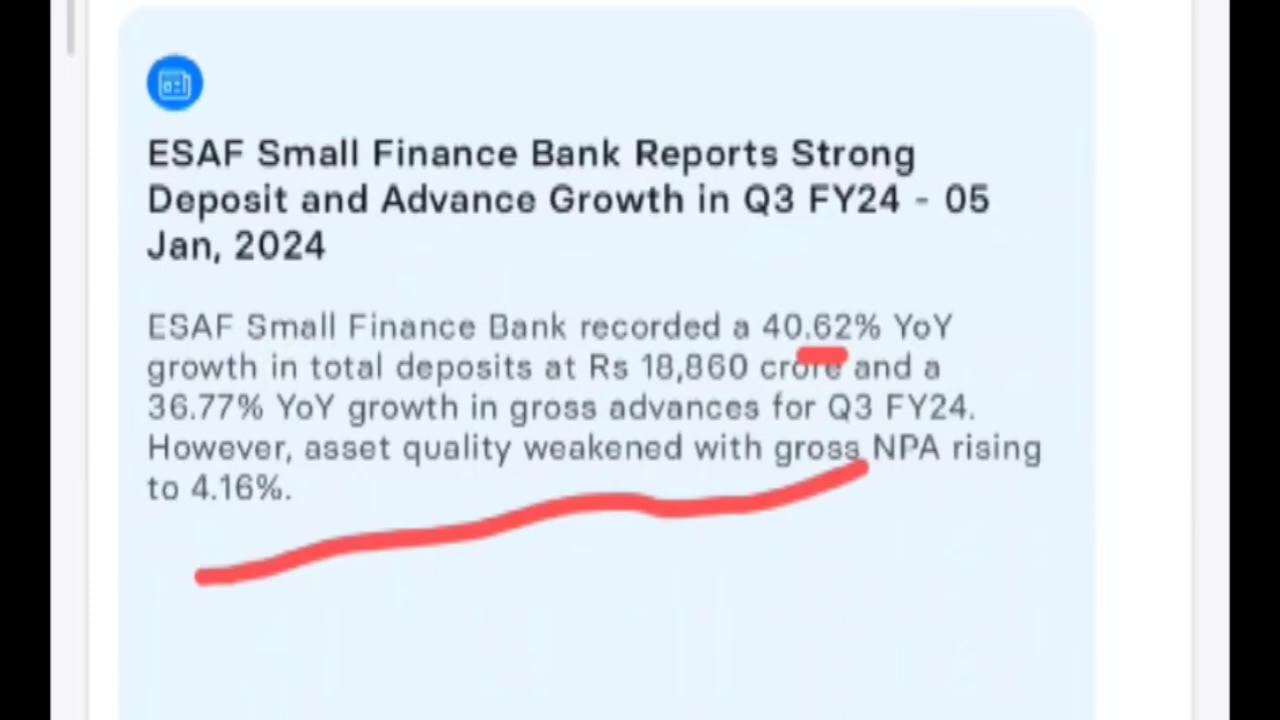 ESAF Small Finance Bank Reports Strong
Deposit and Advance Growth in Q3 FY24 - 05
Jan, 2024
ESAF Small Finance Bank recorded a 40.62% YoY
growth in total deposits at Rs 18,860 crore and a
36.77% YoY growth in gross advances for Q3 FY24.
However, asset quality weakened with gross NPA rising
to 4.16%.